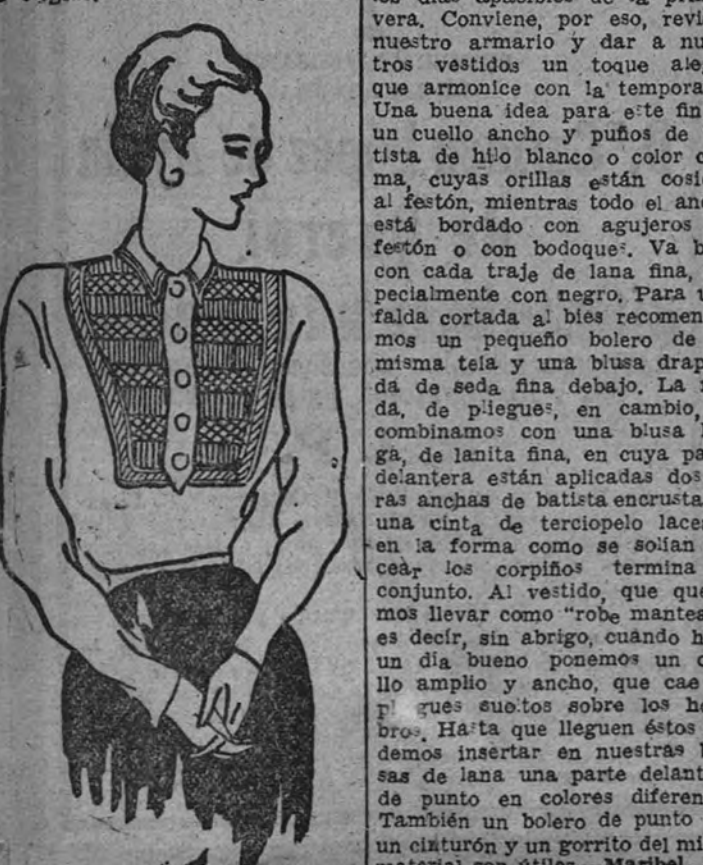 vera. Conviene, por eso, revi
nuestro armario y dar a nu
tros vestidos un toque ale
que armonice con la tempora
Una buena idea para este fin
un cuello ancho y puños de
tista de hilo blanco o color c
ma, cuyas orillas están cosi
al festón, mientras todo el an
está bordado con agujeros
festón o con bodoques. Va b
con cada traje de lana fina,
pecialmente con negro. Para u
falda cortada al bies recomen
mos un pequeño bolero de
misma tela y una blusa drap
da de seda fina debajo. La
da, de pliegues, en cambio,
combinamos con una blusa
ga, de lanita fina, en cuya pa
delantera están aplicadas dos
ras anchas de batista encrusta
una cinta de terciopelo lace
en la forma como se solían
cear los corpiños termina
conjunto. Al vestido, que que
mos llevar como "robe mantea
es decir, sin abrigo, cuando h
un día bueno ponemos un c
llo amplio y ancho, que cae
pl gues sueltos sobre los ho
bros. Hasta que lleguen éstos
demos insertar en nuestras
sas de lana una parte delant
de punto en colores diferen
También un bolero de punto
un cinturón y un gorrito del mi